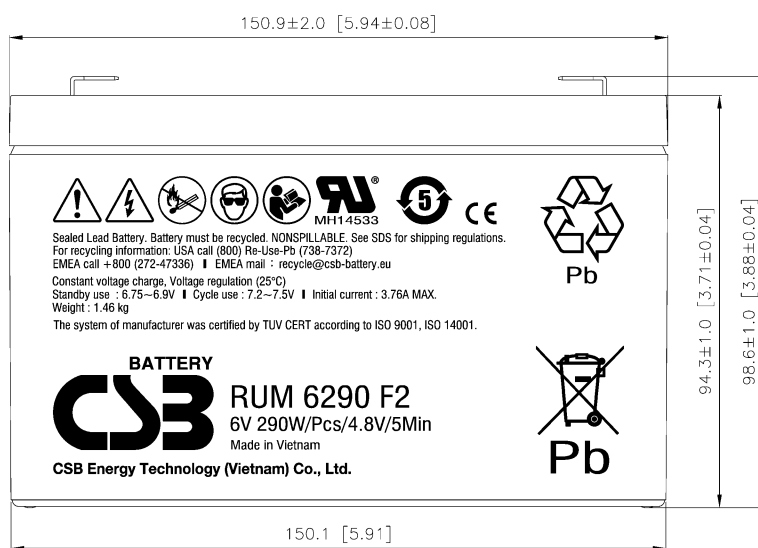 150.9±2.0 [5.94±0.08]
5
MH14533
CE
Sealed Lead Battery. Battery must be recycled. NONSPILLABLE. See SDS for shipping regulations.
For recycling information: USA call (800) Re-Use-Pb (738-7372)
EMEA call +800 (272-47336) ▮ EMEA mail : recycle@csb-battery.eu
Pb
Constant voltage charge, Voltage regulation (25°C)
Standby use : 6.75~6.9V ▮ Cycle use : 7.2~7.5V ▮ Initial current : 3.76A MAX.
Weight : 1.46 kg
The system of manufacturer was certified by TUV CERT according to ISO 9001, ISO 14001.
94.3±1.0 [3.71±0.04]
98.6±1.0 [3.88±0.04]
BATTERY
CSB
RUM 6290 F2
6V 290W/Pcs/4.8V/5Min
Made in Vietnam
CSB Energy Technology (Vietnam) Co., Ltd.
Pb
150.1 [5.91]